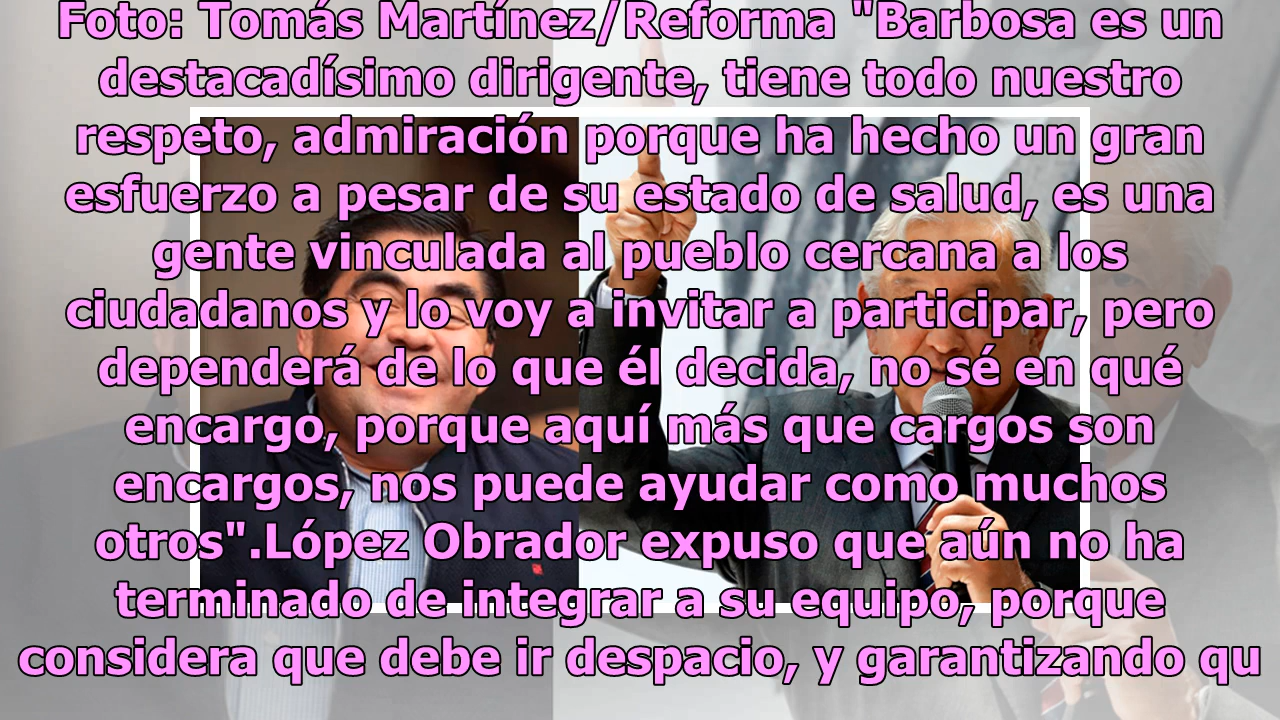 Foto: Tomás Martínez/Reforma "Barbosa es un
destacadísimo dirigente, tiene todo nuestro
respeto, admiración porque ha hecho un gran
esfuerzo a pesar de su estado de salud, es una
gente vinculada al pueblo cercana a los
ciudadanos y lo voy a invitar a participar, pero
dependerá de lo que él decida, no sé en qué
encargo, porque aquí más que cargos son
encargos, nos puede ayudar como muchos
otros".López Obrador expuso que aún no ha
terminado de integrar a su equipo, porque
considera que debe ir despacio, y garantizando qu